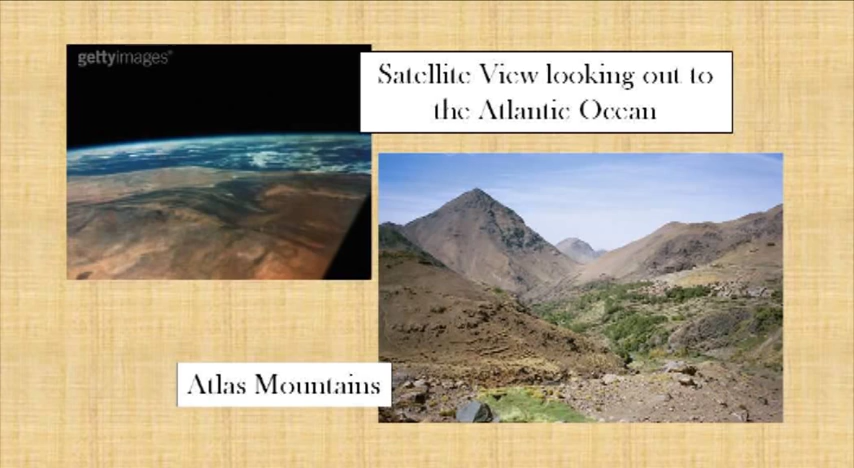 gettyimages®
Satellite View looking out to
the Atlantic Ocean
Atlas Mountains